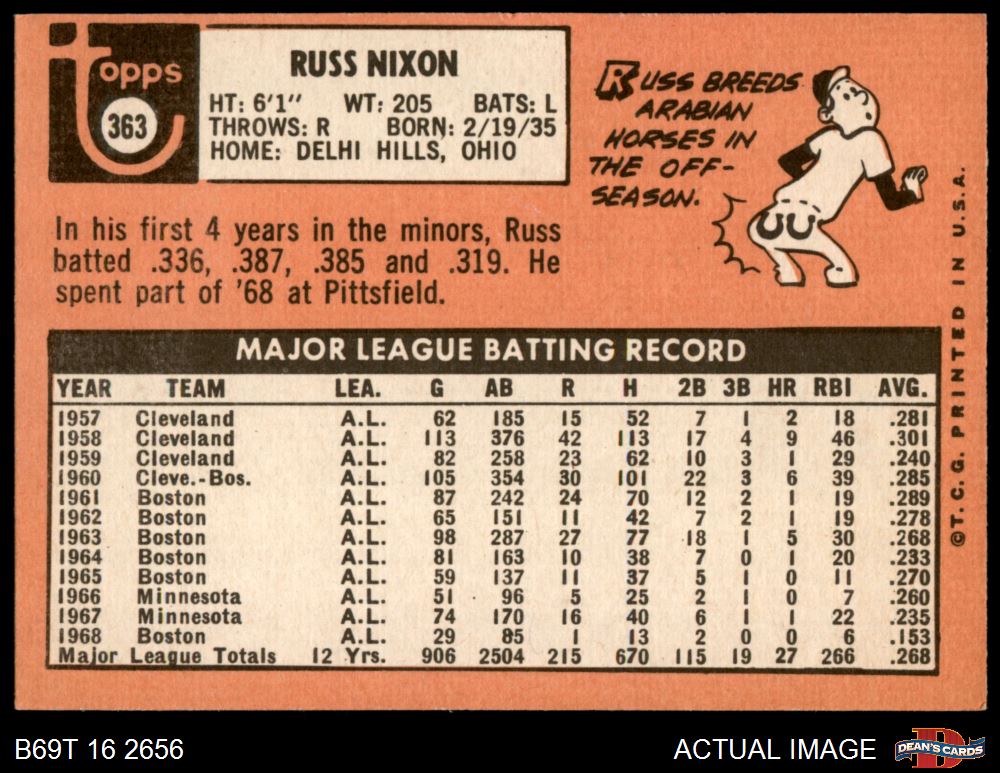 Topps
363
RUSS NIXON
HT: 6'1" WT: 205 BATS: L
THROWS: R BORN: 2/19/35
HOME: DELHI HILLS, OHIO
RUSS BREEDS
ARABIAN
HORSES IN
THE OFF-
SEASON.
In his first 4 years in the minors, Russ
batted .336, .387, .385 and .319. He
spent part of '68 at Pittsfield.
MAJOR LEAGUE BATTING RECORD
YEAR TEAM LEA. G AB R H 2B 3B HR RBI AVG.
1957 Cleveland A.L. 62 185 15 52 7 1 2 18 .281
1958 Cleveland A.L. 113 376 42 113 17 4 9 46 .301
1959 Cleveland A.L. 82 258 23 62 10 3 1 29 .240
1960 Cleve.-Bos. A.L. 105 354 30 101 22 3 6 39 .285
1961 Boston A.L. 87 242 24 70 12 2 1 19 .289
1962 Boston A.L. 65 151 11 42 7 2 1 19 .278
1963 Boston A.L. 98 287 27 77 18 1 5 30 .268
1964 Boston A.L. 81 163 10 38 7 0 1 20 .233
1965 Boston A.L. 59 137 11 37 5 1 0 11 .270
1966 Minnesota A.L. 51 96 5 25 2 1 0 7 .260
1967 Minnesota A.L. 74 170 16 40 6 1 1 22 .235
1968 Boston A.L. 29 85 1 13 2 0 0 6 .153
Major League Totals 12 Yrs. 906 2504 215 670 115 19 27 266 .268
©T. C. G. PRINTED IN U.S.A.
B69T 16 2656
ACTUAL IMAGE
D
DEAN'S CARDS